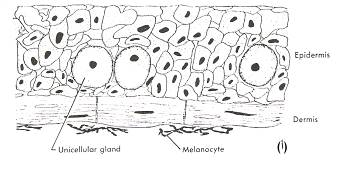 Epidermis
Dermis
Unicellular gland
Melanocyte
(i)